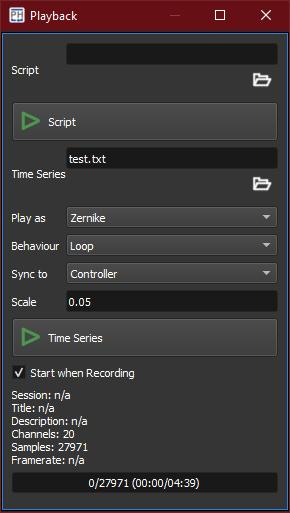 PH Playback
Script
Script
test.txt
Time Series
Play as Zernike
Behaviour Loop
Sync to Controller
Scale 0.05
Time Series
Start when Recording
Session: n/a
Title: n/a
Description: n/a
Channels: 20
Samples: 27971
Framerate: n/a
0/27971 (00:00/04:39)